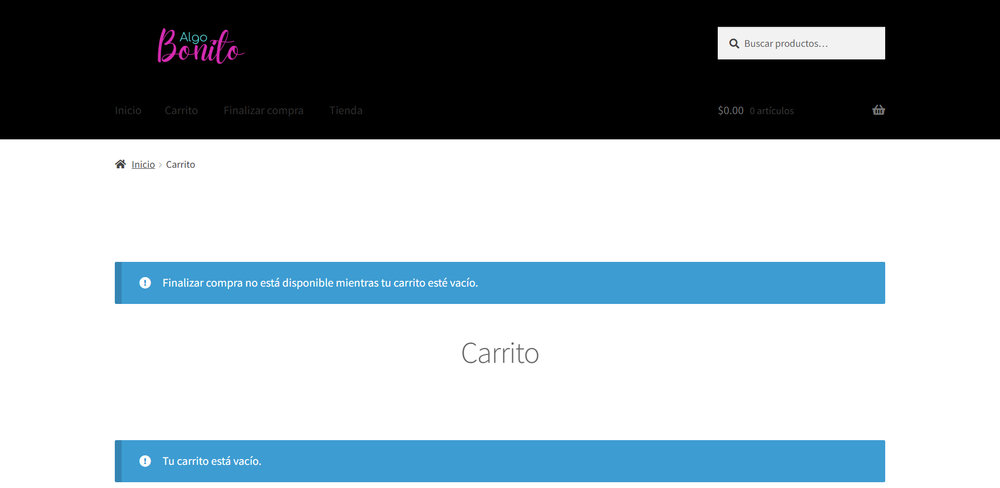 Algo
Bonito
Buscar productos…
Inicio Carrito Finalizar compra Tienda $0.00 0 artículos
Inicio Carrito
Finalizar compra no está disponible mientras tu carrito esté vacío.
Carrito
Tu carrito está vacío.